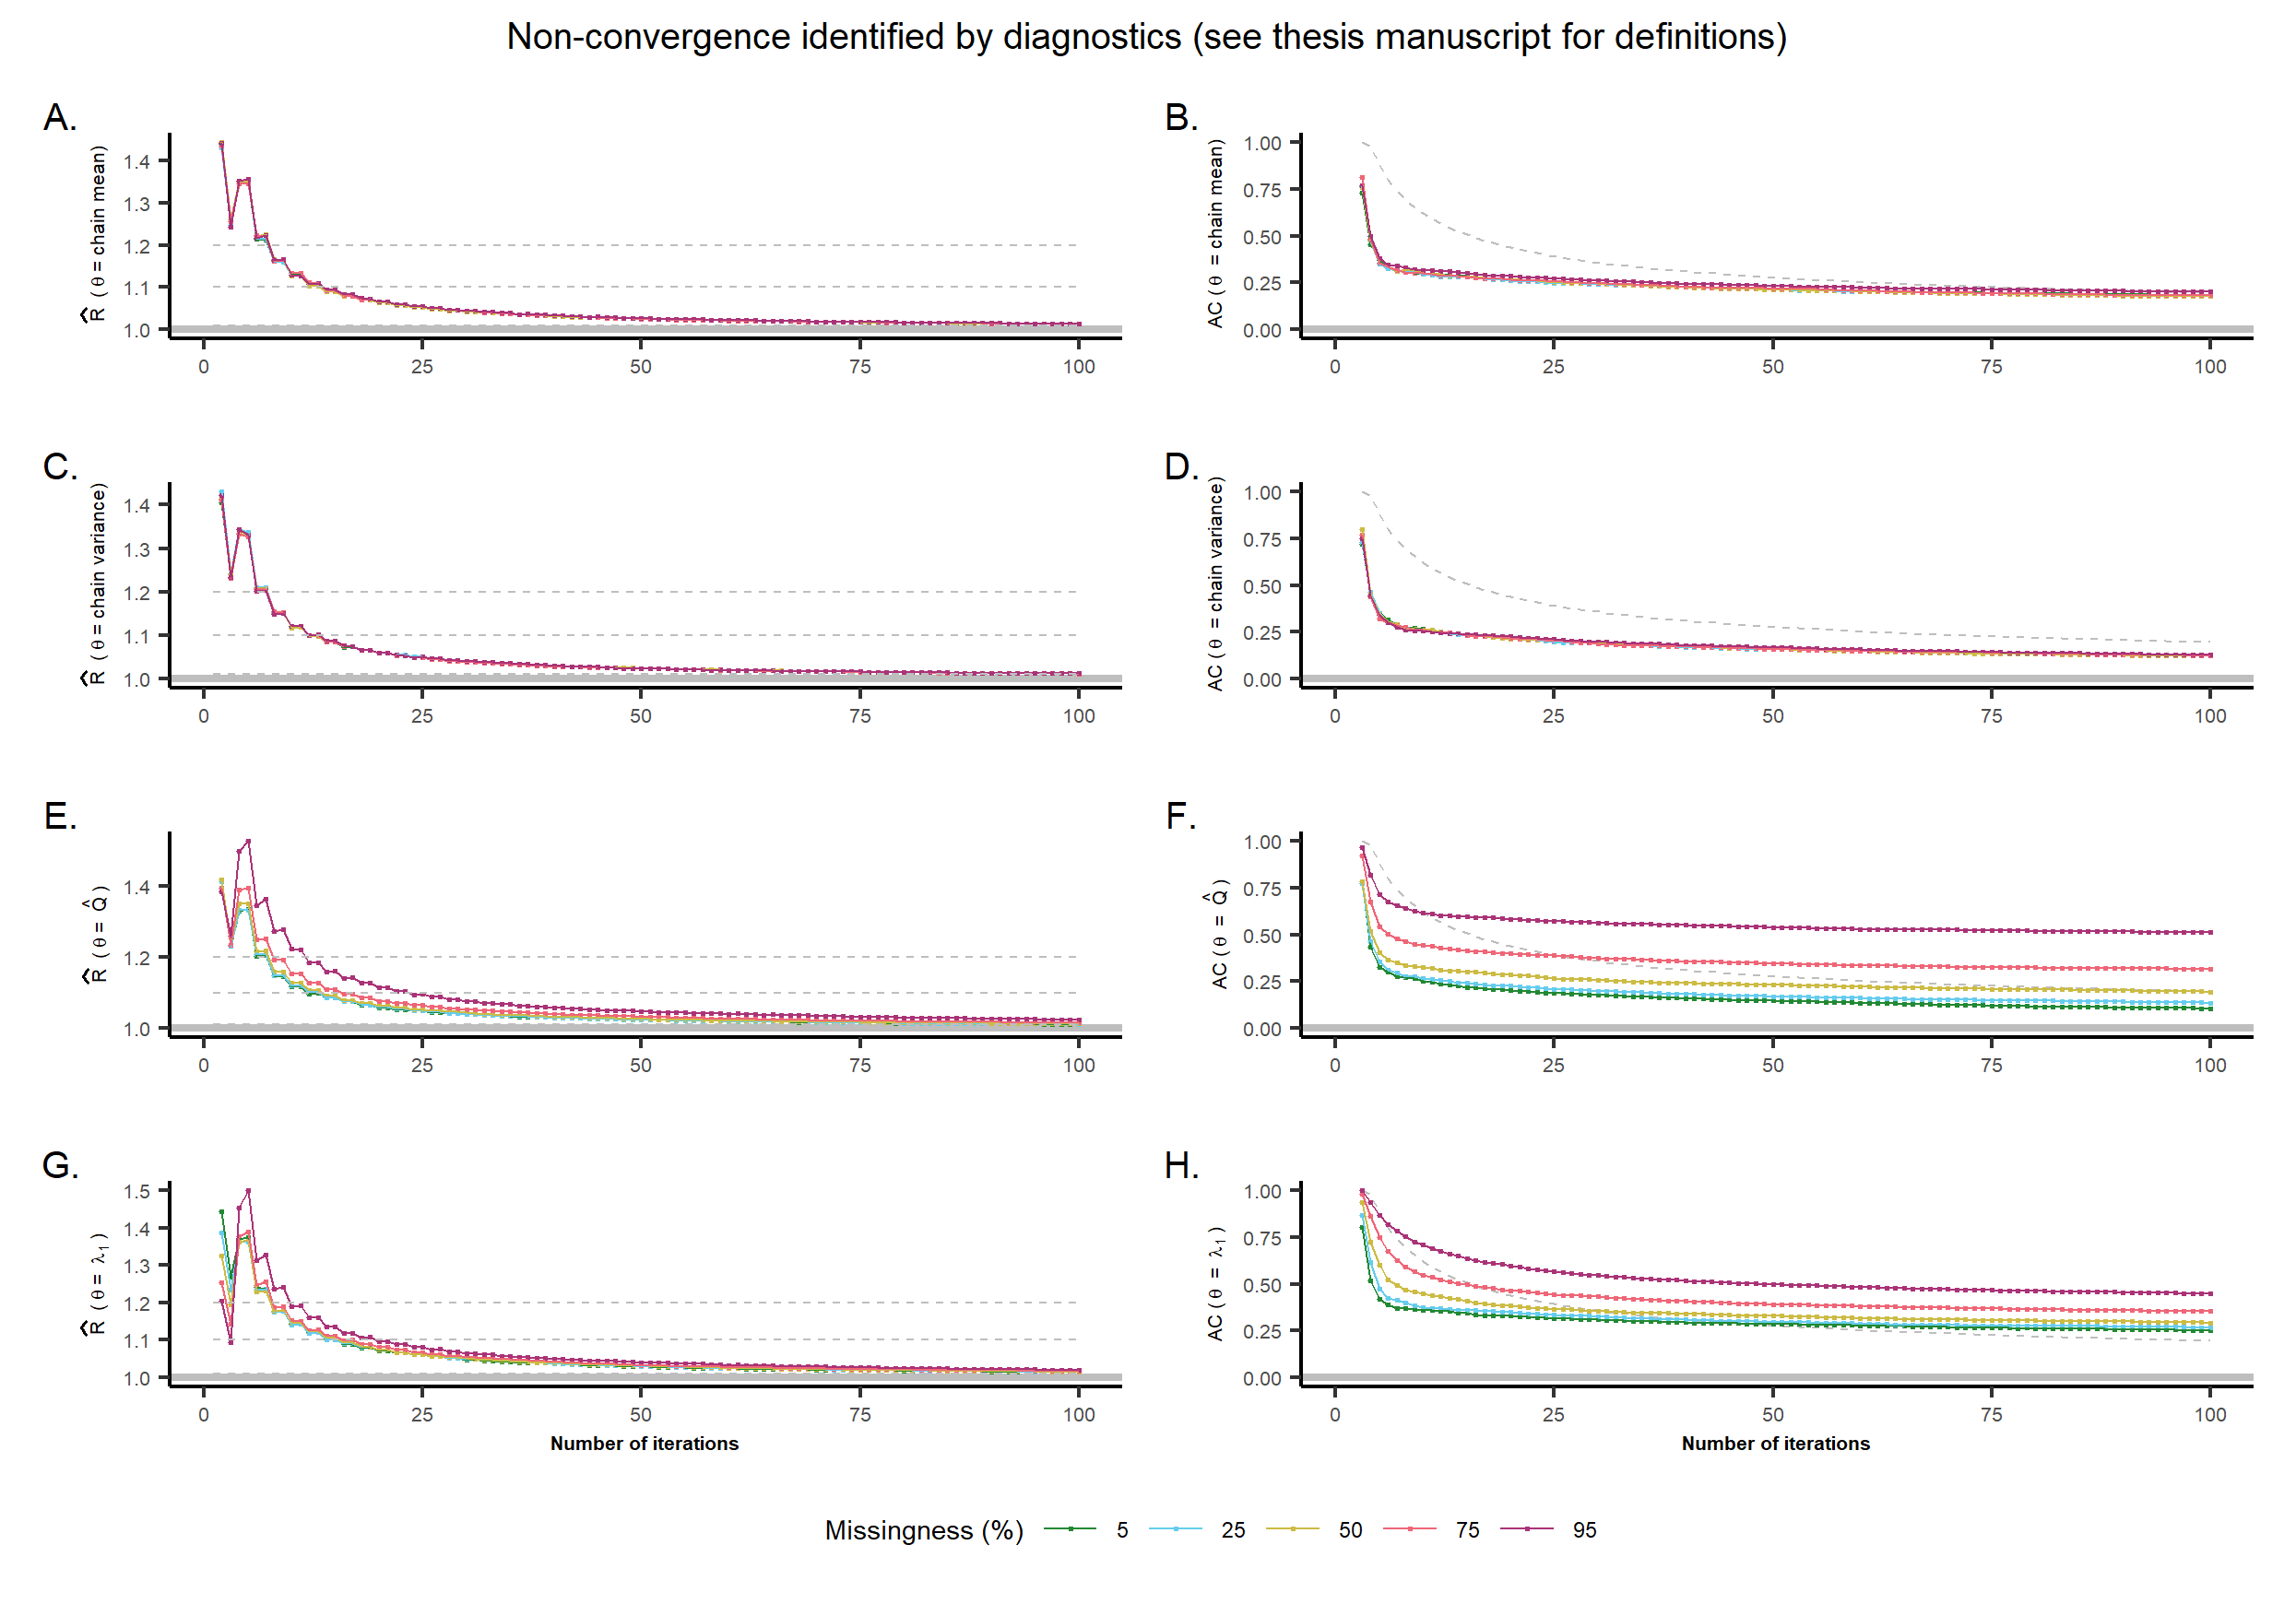 Non-convergence identified by diagnostics (see thesis manuscript for definitions)
A.
R̂ ( θ = chain mean)
1.4
1.3
1.2
1.1
1.0
0 25 50 75 100
B.
AC ( θ = chain mean)
1.00
0.75
0.50
0.25
0.00
0 25 50 75 100
C.
R̂ ( θ = chain variance)
1.4
1.3
1.2
1.1
1.0
0 25 50 75 100
D.
AC ( θ = chain variance)
1.00
0.75
0.50
0.25
0.00
0 25 50 75 100
E.
R̂ ( θ = Q̂ )
1.4
1.2
1.0
0 25 50 75 100
F.
AC ( θ = Q̂ )
1.00
0.75
0.50
0.25
0.00
0 25 50 75 100
G.
R̂ ( θ = λ₁ )
1.5
1.4
1.3
1.2
1.1
1.0
0 25 50 75 100
Number of iterations
H.
AC ( θ = λ₁ )
1.00
0.75
0.50
0.25
0.00
0 25 50 75 100
Number of iterations
Missingness (%) 5 25 50 75 95